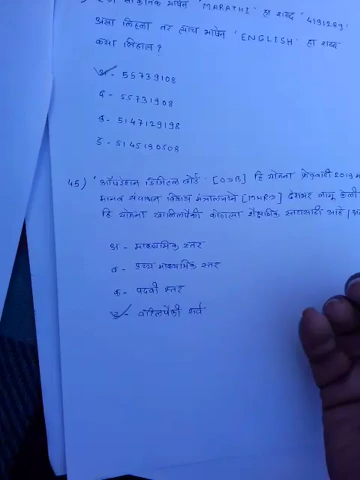 सांकेतिक भाषेत 'MARATHI' हा शब्द '4191289'
असा लिहिला तर त्याच भाषेत 'ENGLISH' हा शब्द
कसा लिहाल?
अ - 55739108
ब - 55731908
क - 5147129198
ड - 5145190508
45) 'ऑपरेशन डिजिटल बोर्ड' [ODB] हि योजना फेब्रुवारी 2019
मानव संसाधन विकास मंत्रालयाने [MHRD] देशभर लागू केली
हि योजना खालीलपैकी कोणत्या शैक्षणिक स्तरासाठी आहे
अ - माध्यमिक स्तर
ब - उच्च माध्यमिक स्तर
क - पदवी स्तर
ड - वरीलपैकी सर्व